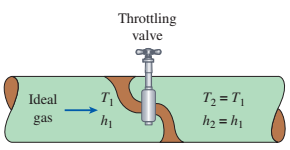 Throttling
valve
Ideal
gas
T₁
h₁
T₂ = T₁
h₂ = h₁